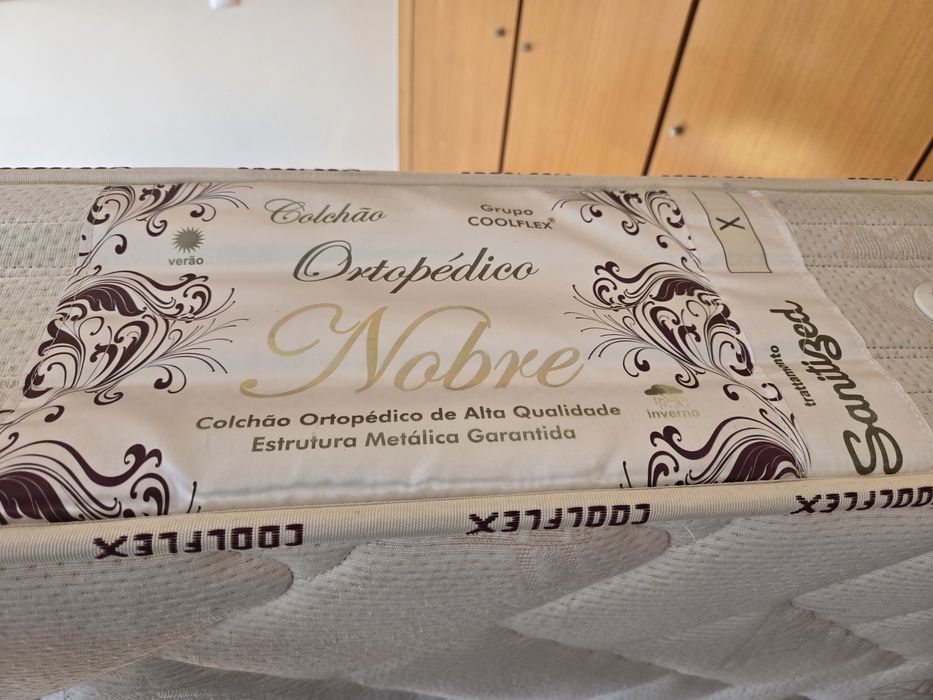 Colchão
Grupo
COOLFLEX®
verão
Ortopédico
Nobre
Inverno
Colchão Ortopédico de Alta Qualidade
Estrutura Metálica Garantida
X
Sanitized
trattamento
COOLFLEX
COOLFLEX
COOLFLEX